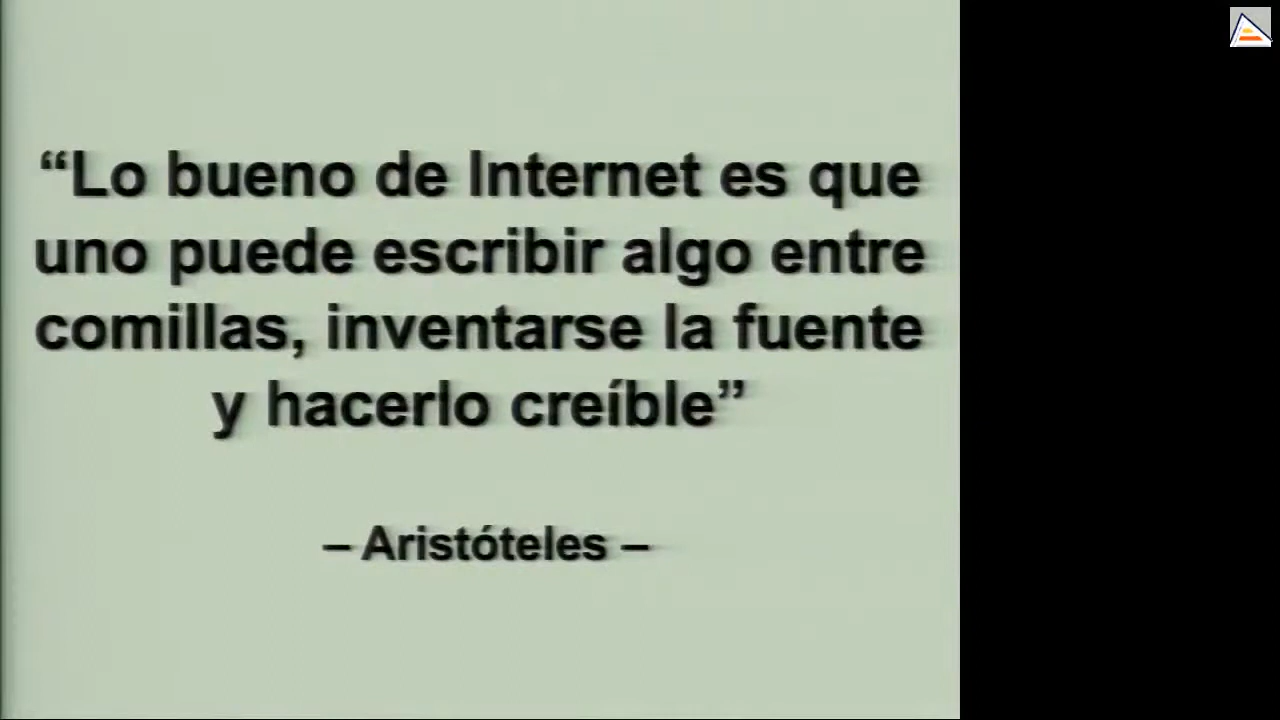 “Lo bueno de Internet es que
uno puede escribir algo entre
comillas, inventarse la fuente
y hacerlo creíble”
– Aristóteles –